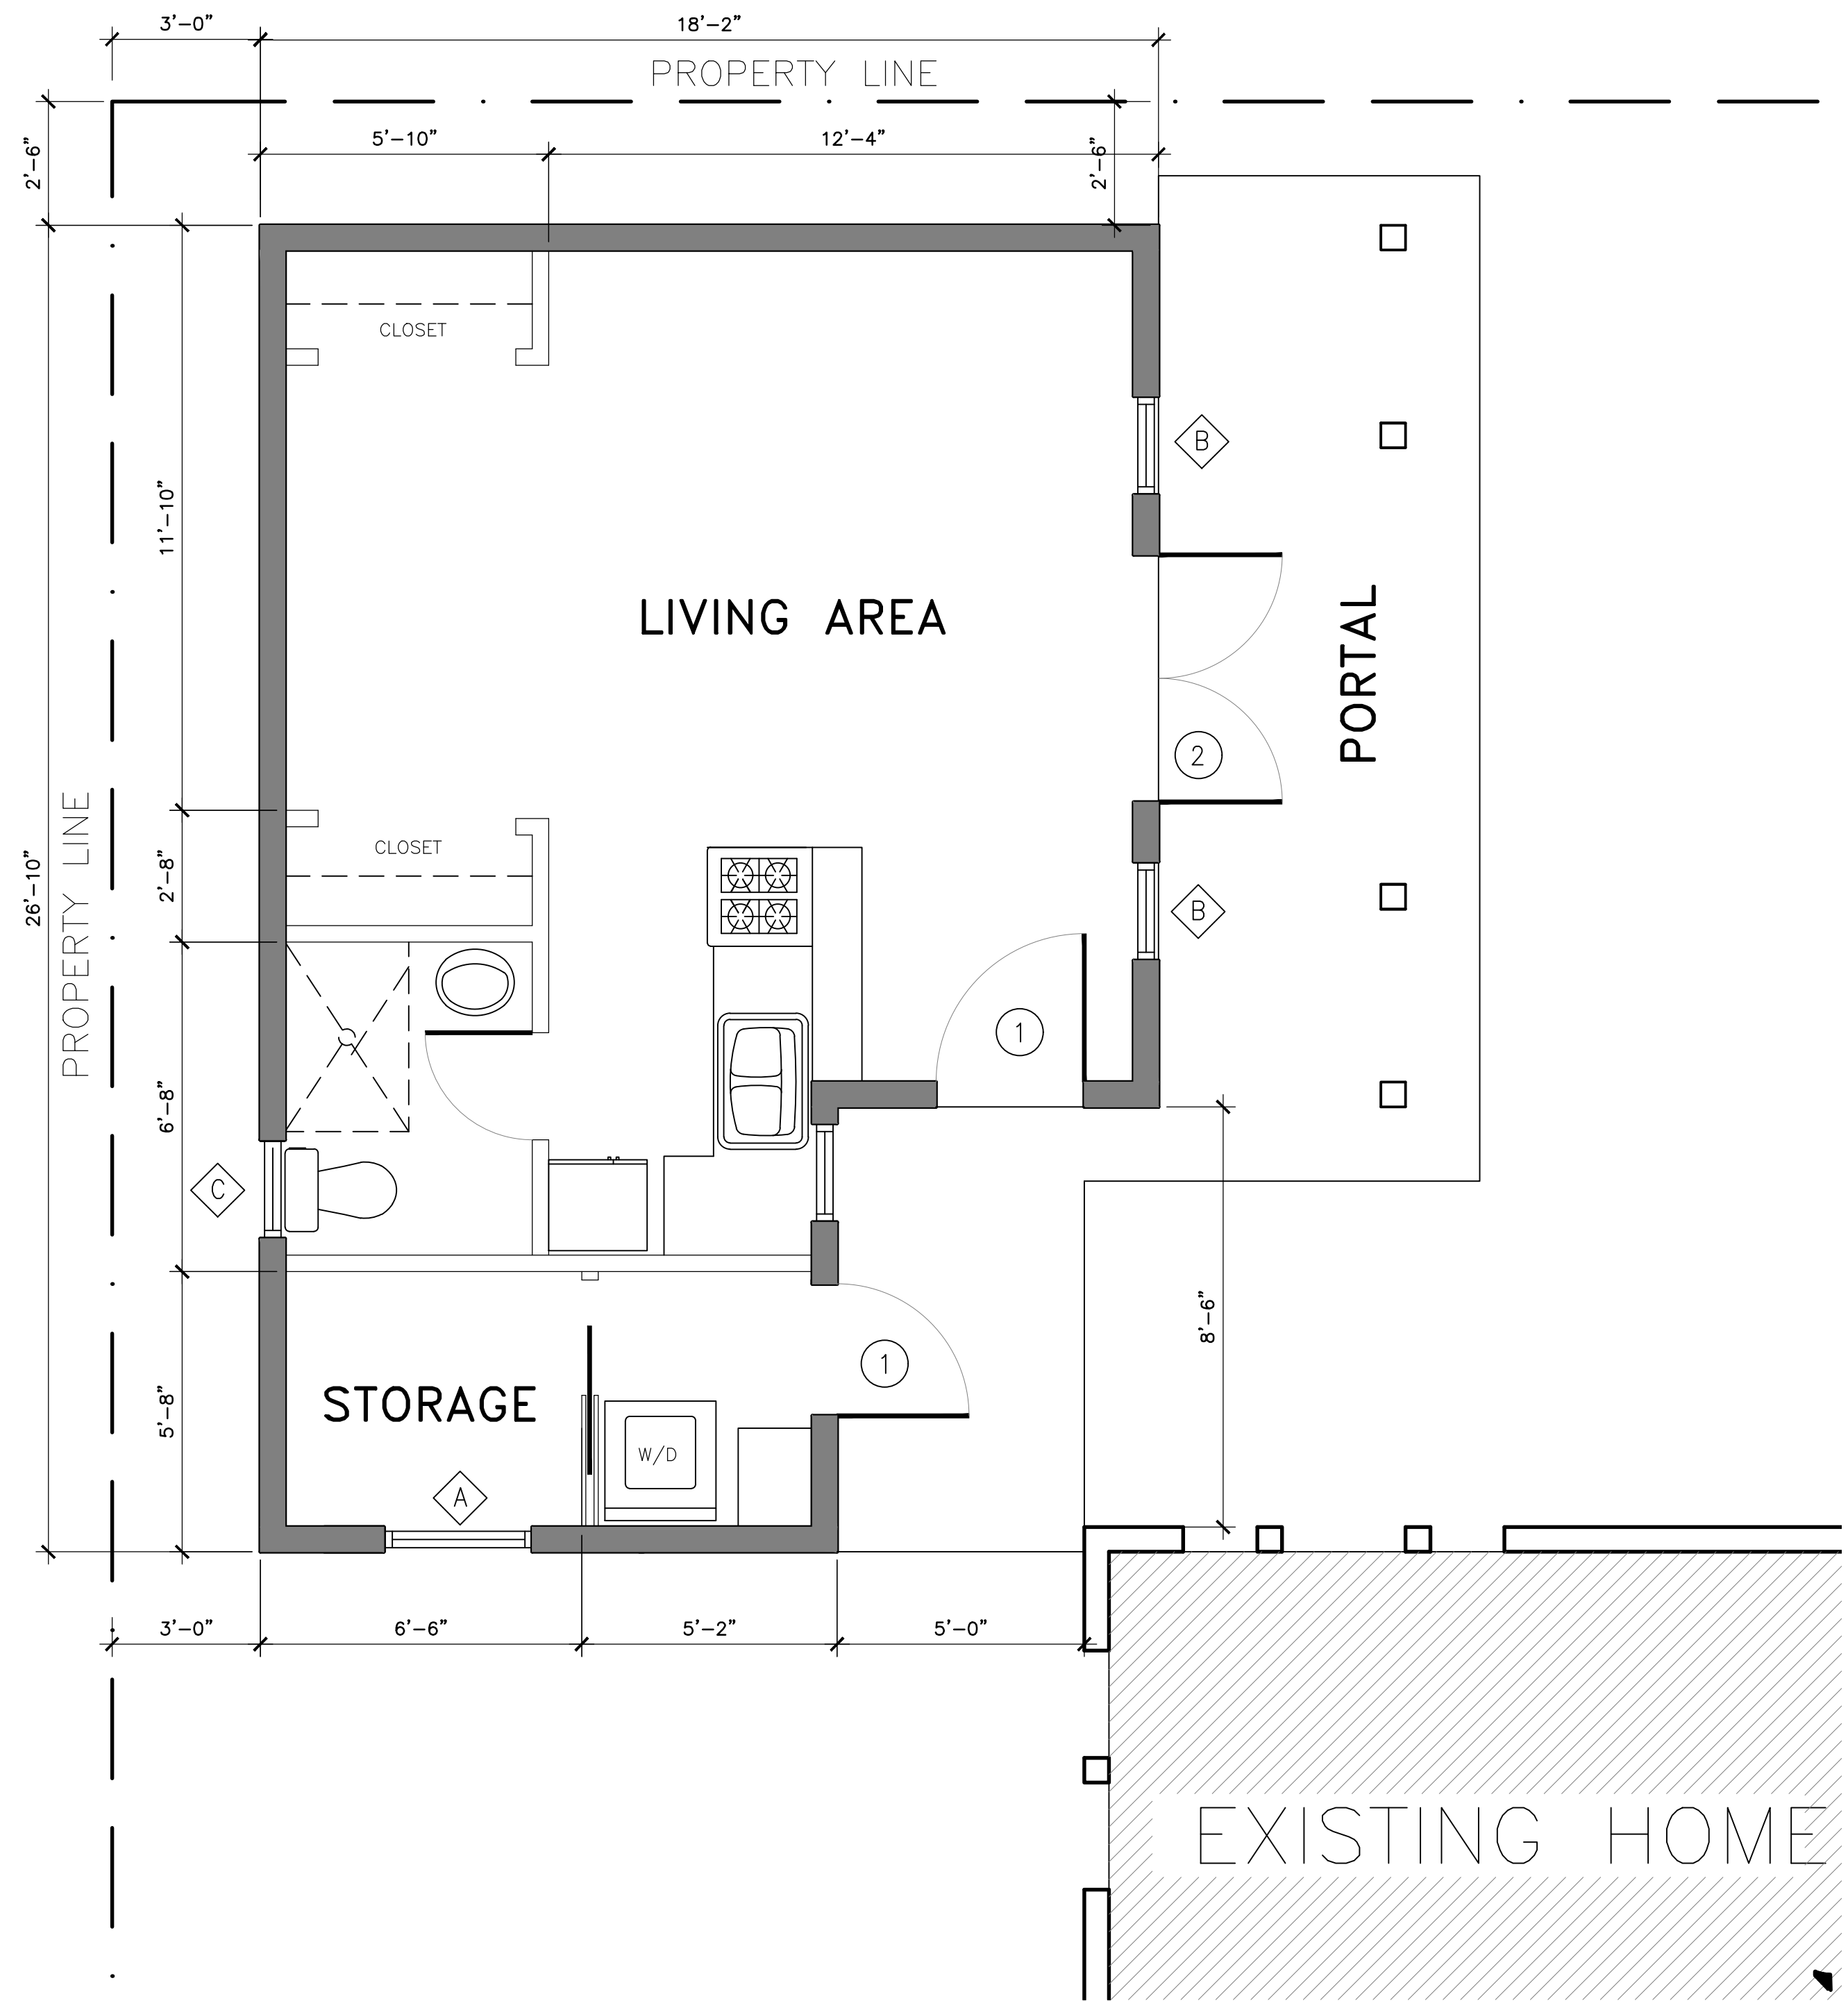 3'-0"
18'-2"
PROPERTY LINE
5'-10"
12'-4"
2'-6"
2'-6"
CLOSET
B
11'-10"
LIVING AREA
PORTAL
2
CLOSET
2'-8"
26'-10"
PROPERTY LINE
B
1
6'-8"
C
8'-6"
1
5'-8"
STORAGE
W/D
A
3'-0"
6'-6"
5'-2"
5'-0"
EXISTING HOME